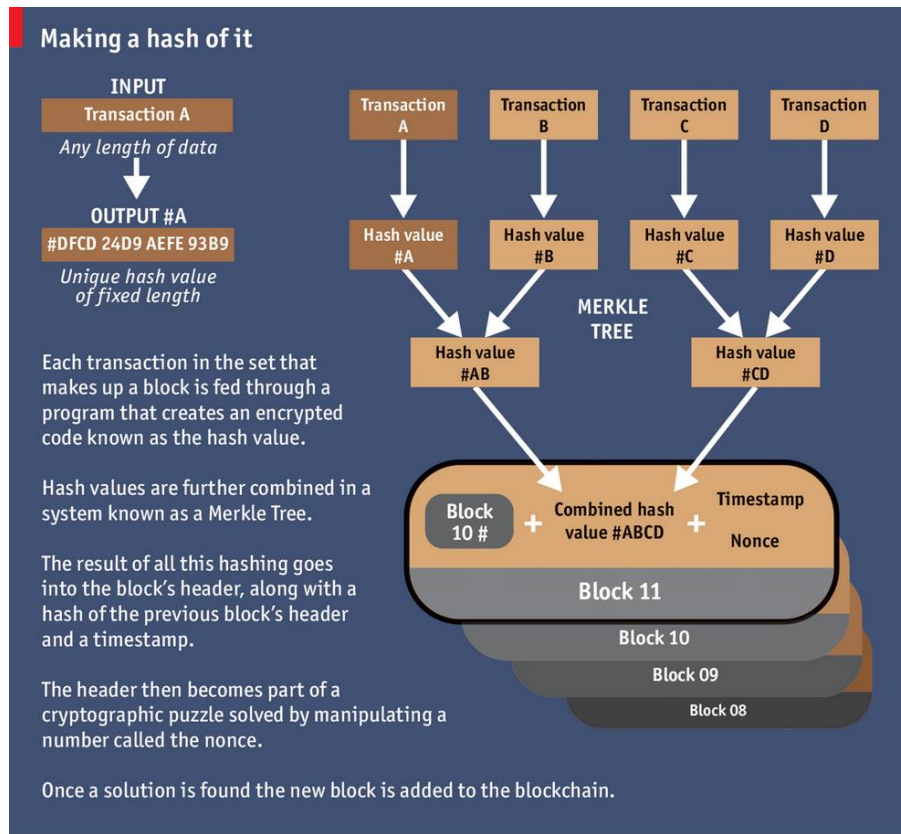 Making a hash of it
INPUT
Transaction A
Any length of data
OUTPUT #A
#DFCD 24D9 AEFE 93B9
Unique hash value
of fixed length
Each transaction in the set that
makes up a block is fed through a
program that creates an encrypted
code known as the hash value.
Hash values are further combined in a
system known as a Merkle Tree.
The result of all this hashing goes
into the block's header, along with a
hash of the previous block's header
and a timestamp.
The header then becomes part of a
cryptographic puzzle solved by manipulating a
number called the nonce.
Once a solution is found the new block is added to the blockchain.
Transaction
A
Transaction
B
Transaction
C
Transaction
D
Hash value
#A
Hash value
#B
Hash value
#C
Hash value
#D
MERKLE
TREE
Hash value
#AB
Hash value
#CD
Block
10 #
+
Combined hash
value #ABCD
+
Timestamp
Nonce
Block 11
Block 10
Block 09
Block 08